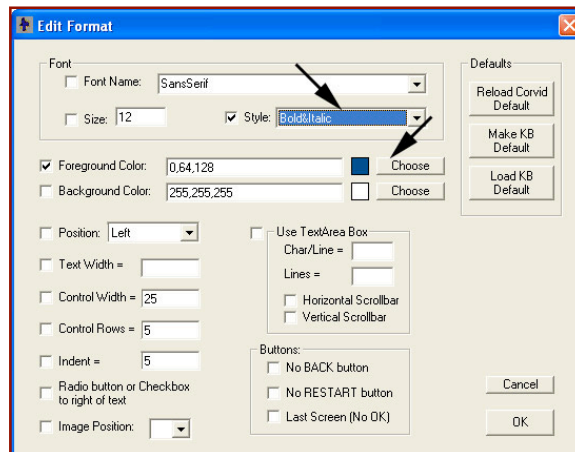 Edit Format
Font
Font Name: SansSerif
Size: 12 Style: Bold&Italic
Foreground Color: 0,64,128 Choose
Background Color: 255,255,255 Choose
Defaults
Reload Corvid
Default
Make KB
Default
Load KB
Default
Position: Left
Text Width =
Control Width = 25
Control Rows = 5
Indent = 5
Radio button or Checkbox
to right of text
Image Position:
Use TextArea Box
Char/Line =
Lines =
Horizontal Scrollbar
Vertical Scrollbar
Buttons:
No BACK button
No RESTART button
Last Screen (No OK)
Cancel
OK